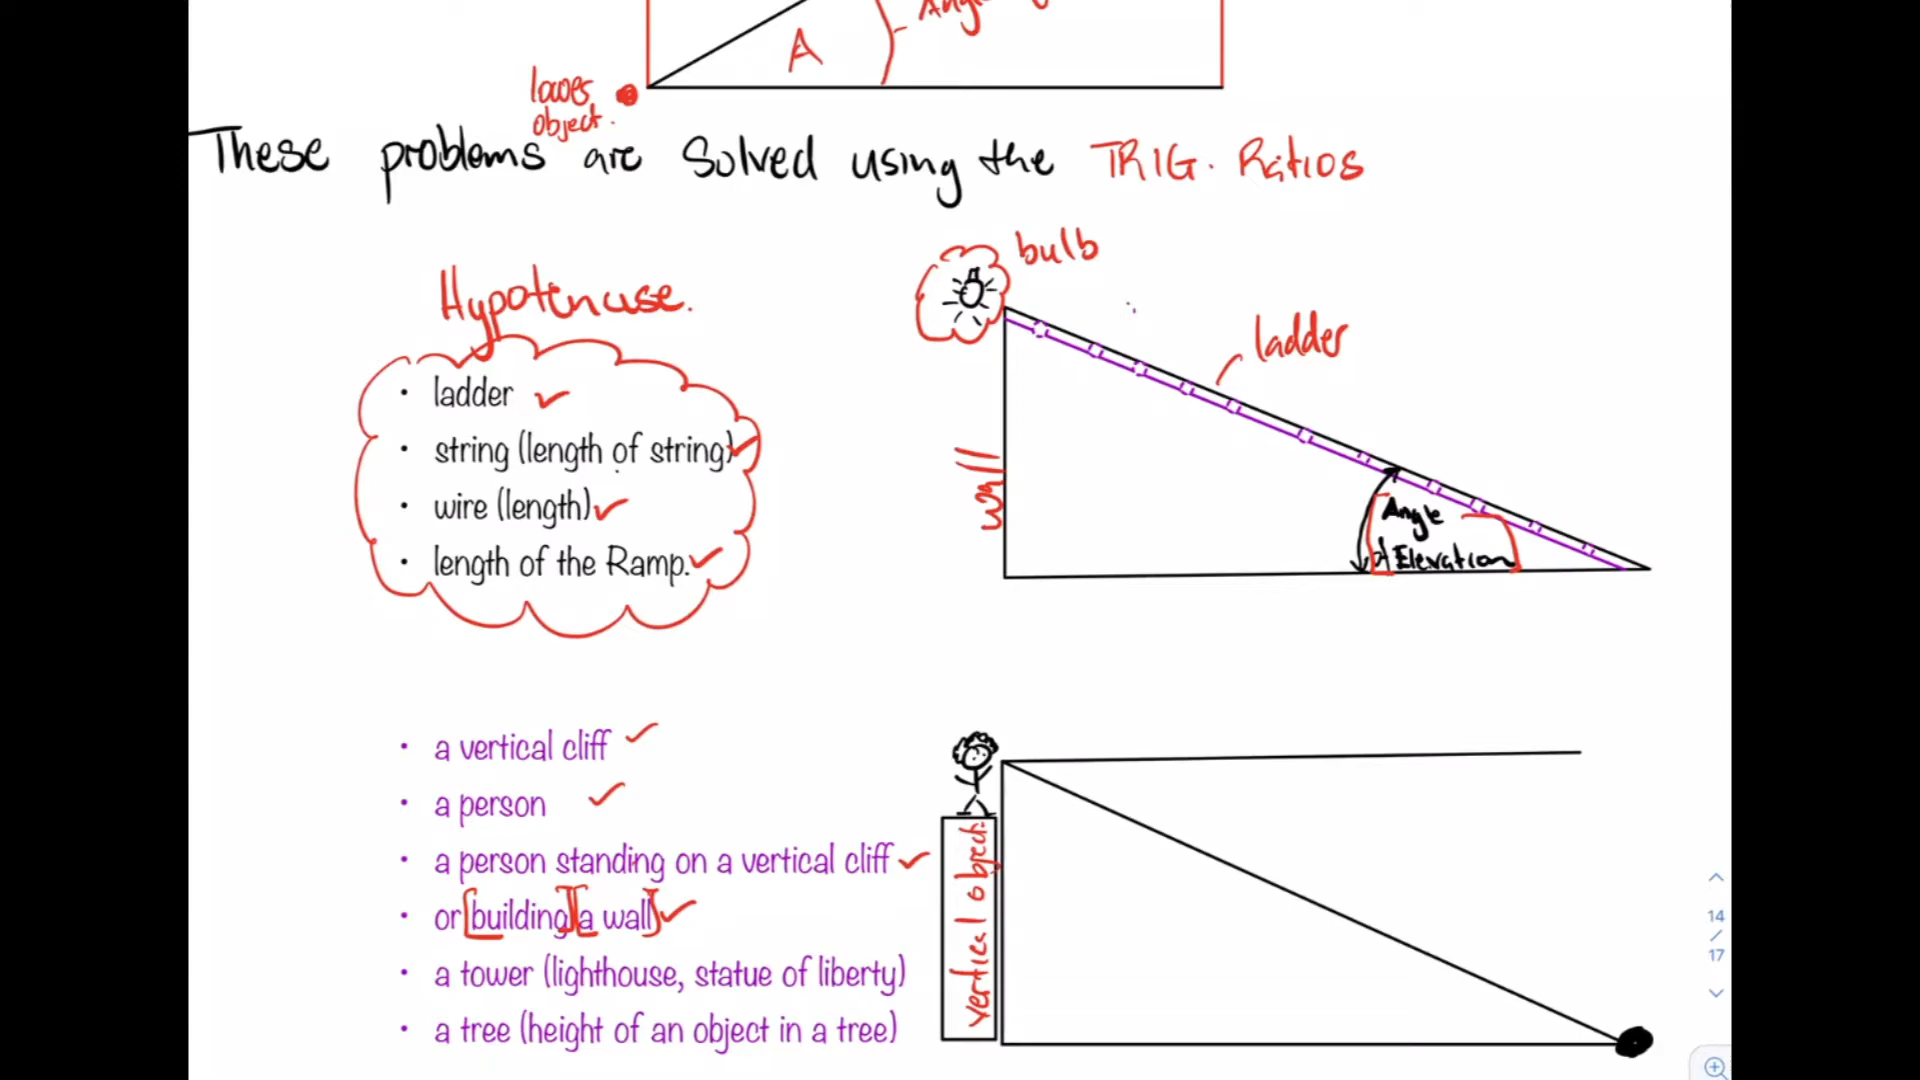 A
lower
object.
These problems are Solved using the TRIG. Ratios
bulb
Hypotenuse.
ladder
• ladder
• string (length of string)
• wire (length)
• length of the Ramp.
wall
Angle
of Elevation
• a vertical cliff
• a person
• a person standing on a vertical cliff
• or [building] [a wall]
• a tower (lighthouse, statue of liberty)
• a tree (height of an object in a tree)
vertical object
14
/
17